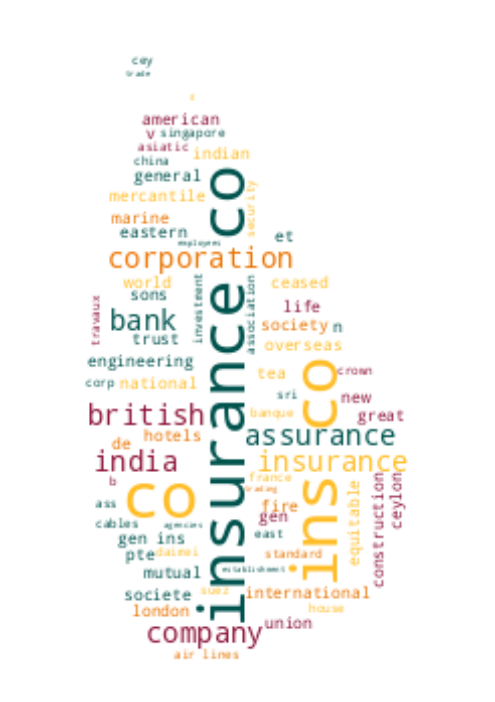 cey
trade
c
american
v singapore
asiatic
indian
china
general
insurance co
mercantile
security
marine
eastern
et
employees
corporation
world
ceased
sons
investment
association
travaux
life
bank
society n
trust
overseas
engineering
ins co
crown
tea
corp national
sri
new
british
banque
great
de hotels
assurance
india
insurance
b
france
co
trading
construction
ceylon
equitable
ass
fire
gen
cables
agencies
east
gen ins
pte daimei
standard
mutual
establishment
societe
suez
international
london
house
company
union
air lines